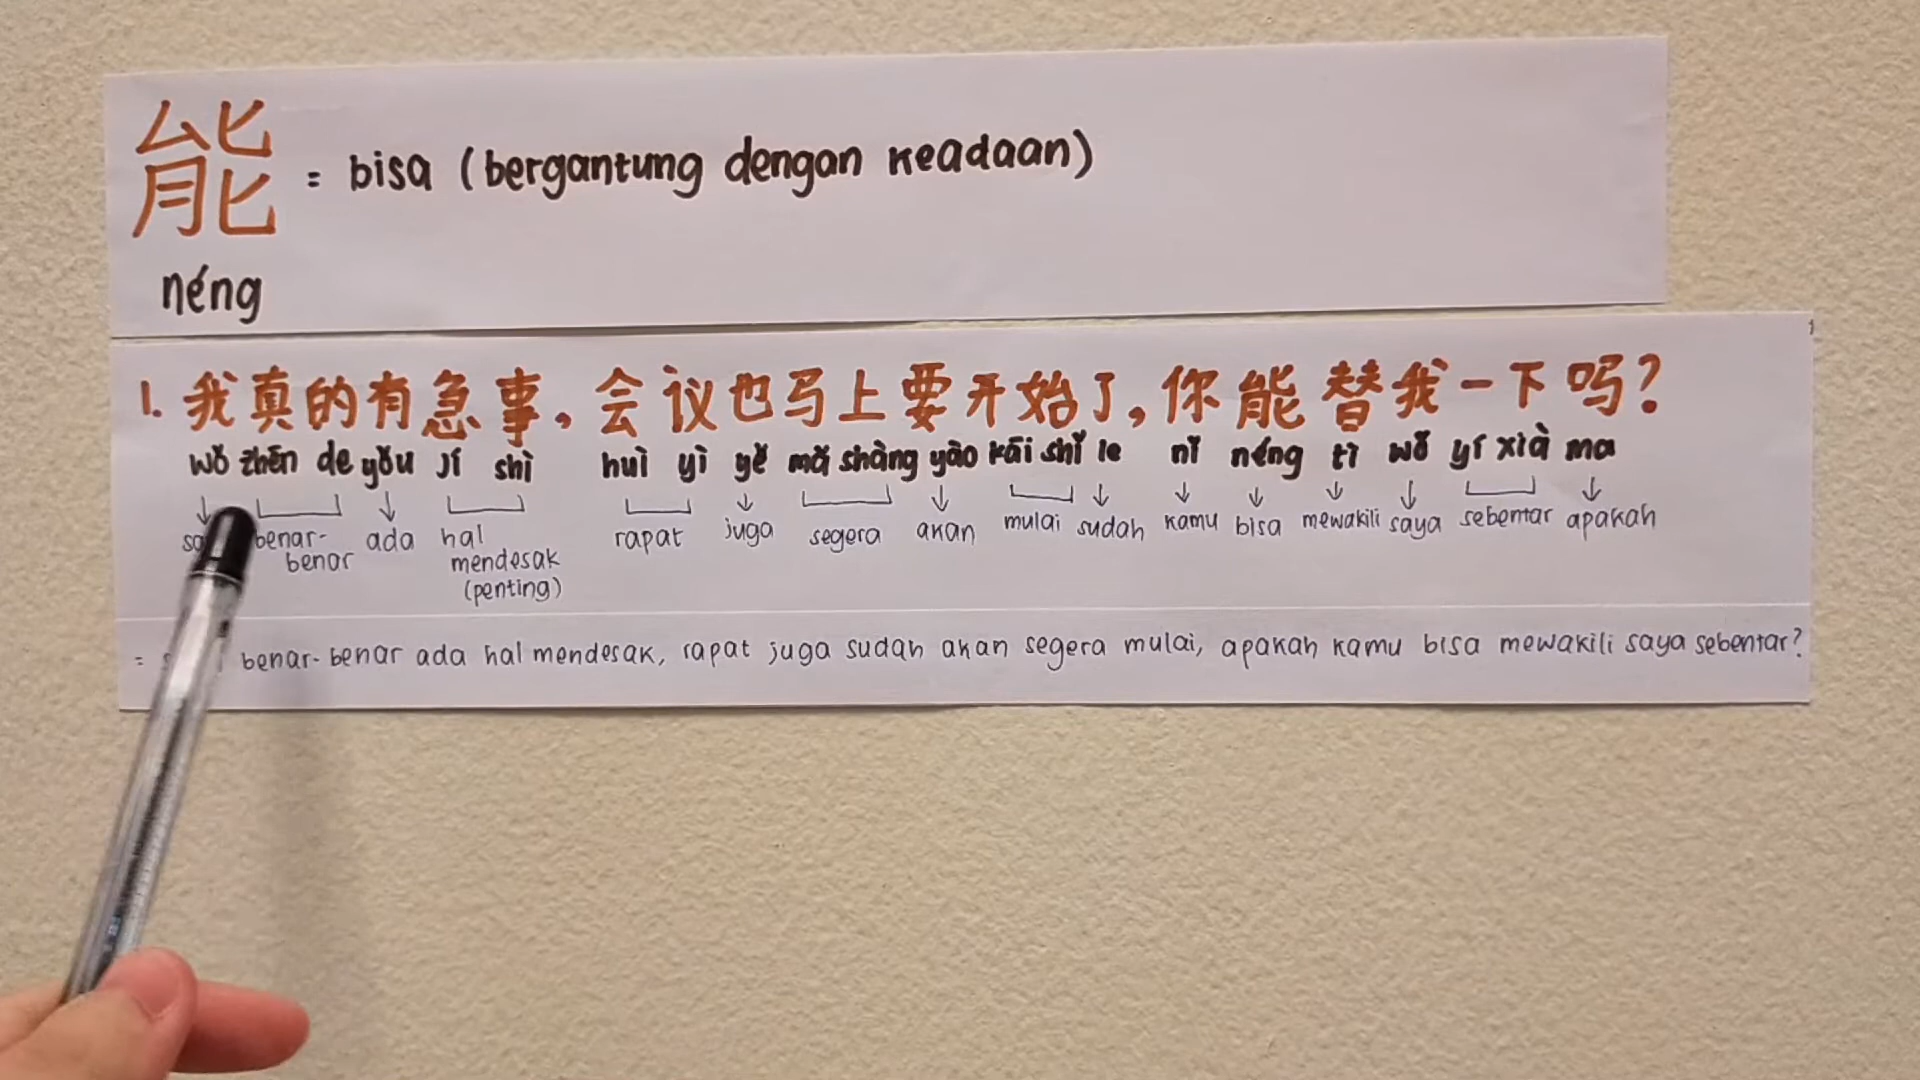 能 = bisa (bergantung dengan keadaan)
néng
1. 我真的有急事,会议也马上要开始了,你能替我一下吗?
wǒ zhēn de yǒu jí shì huì yì yě mǎ shàng yào kāi shǐ le nǐ néng tì wǒ yí xià ma
benar-benar ada hal mendesak (penting) rapat juga segera akan mulai sudah kamu bisa mewakili saya sebentar apakah
= benar-benar ada hal mendesak, rapat juga sudah akan segera mulai, apakah kamu bisa mewakili saya sebentar?